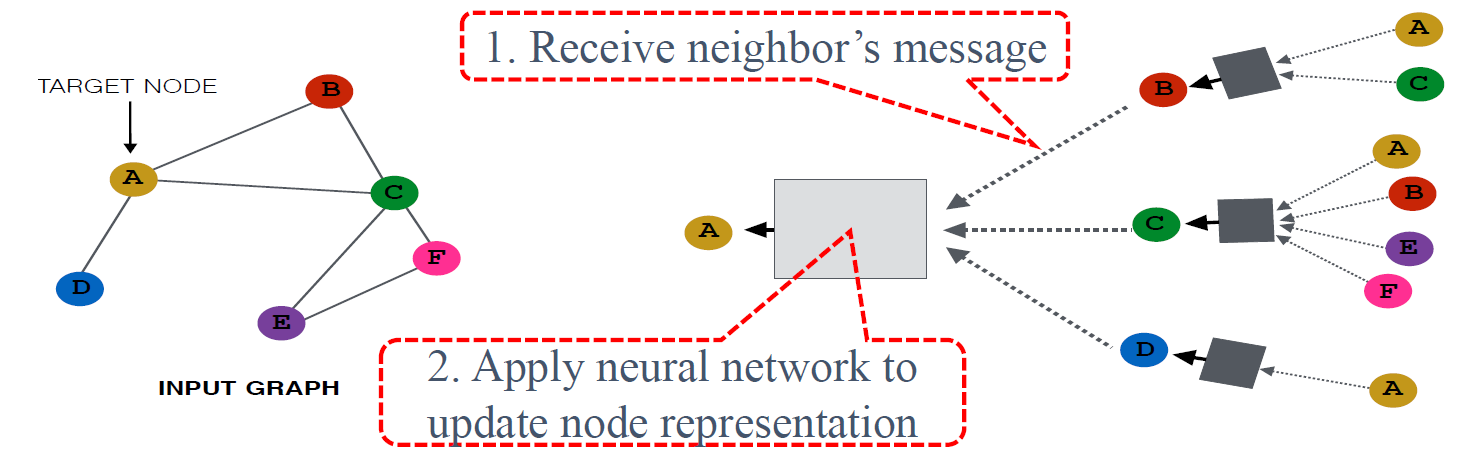 1. Receive neighbor’s message
TARGET NODE
B
A
C
F
D
E
INPUT GRAPH
A
2. Apply neural network to
update node representation
B
A
C
C
A
B
E
F
D
A